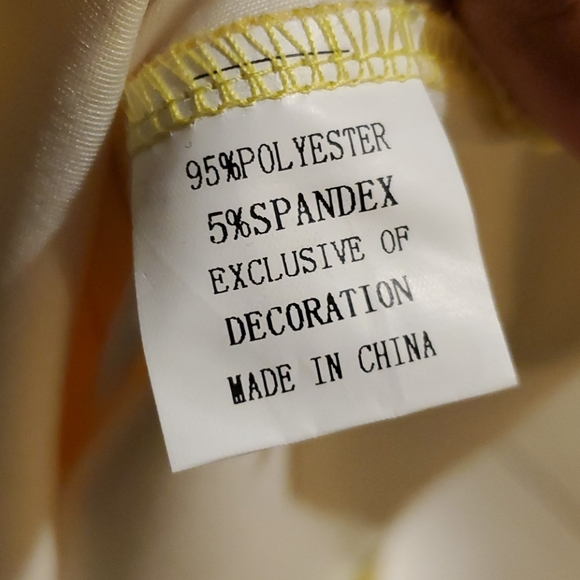 95%POLYESTER
5%SPANDEX
EXCLUSIVE OF
DECORATION
MADE IN CHINA